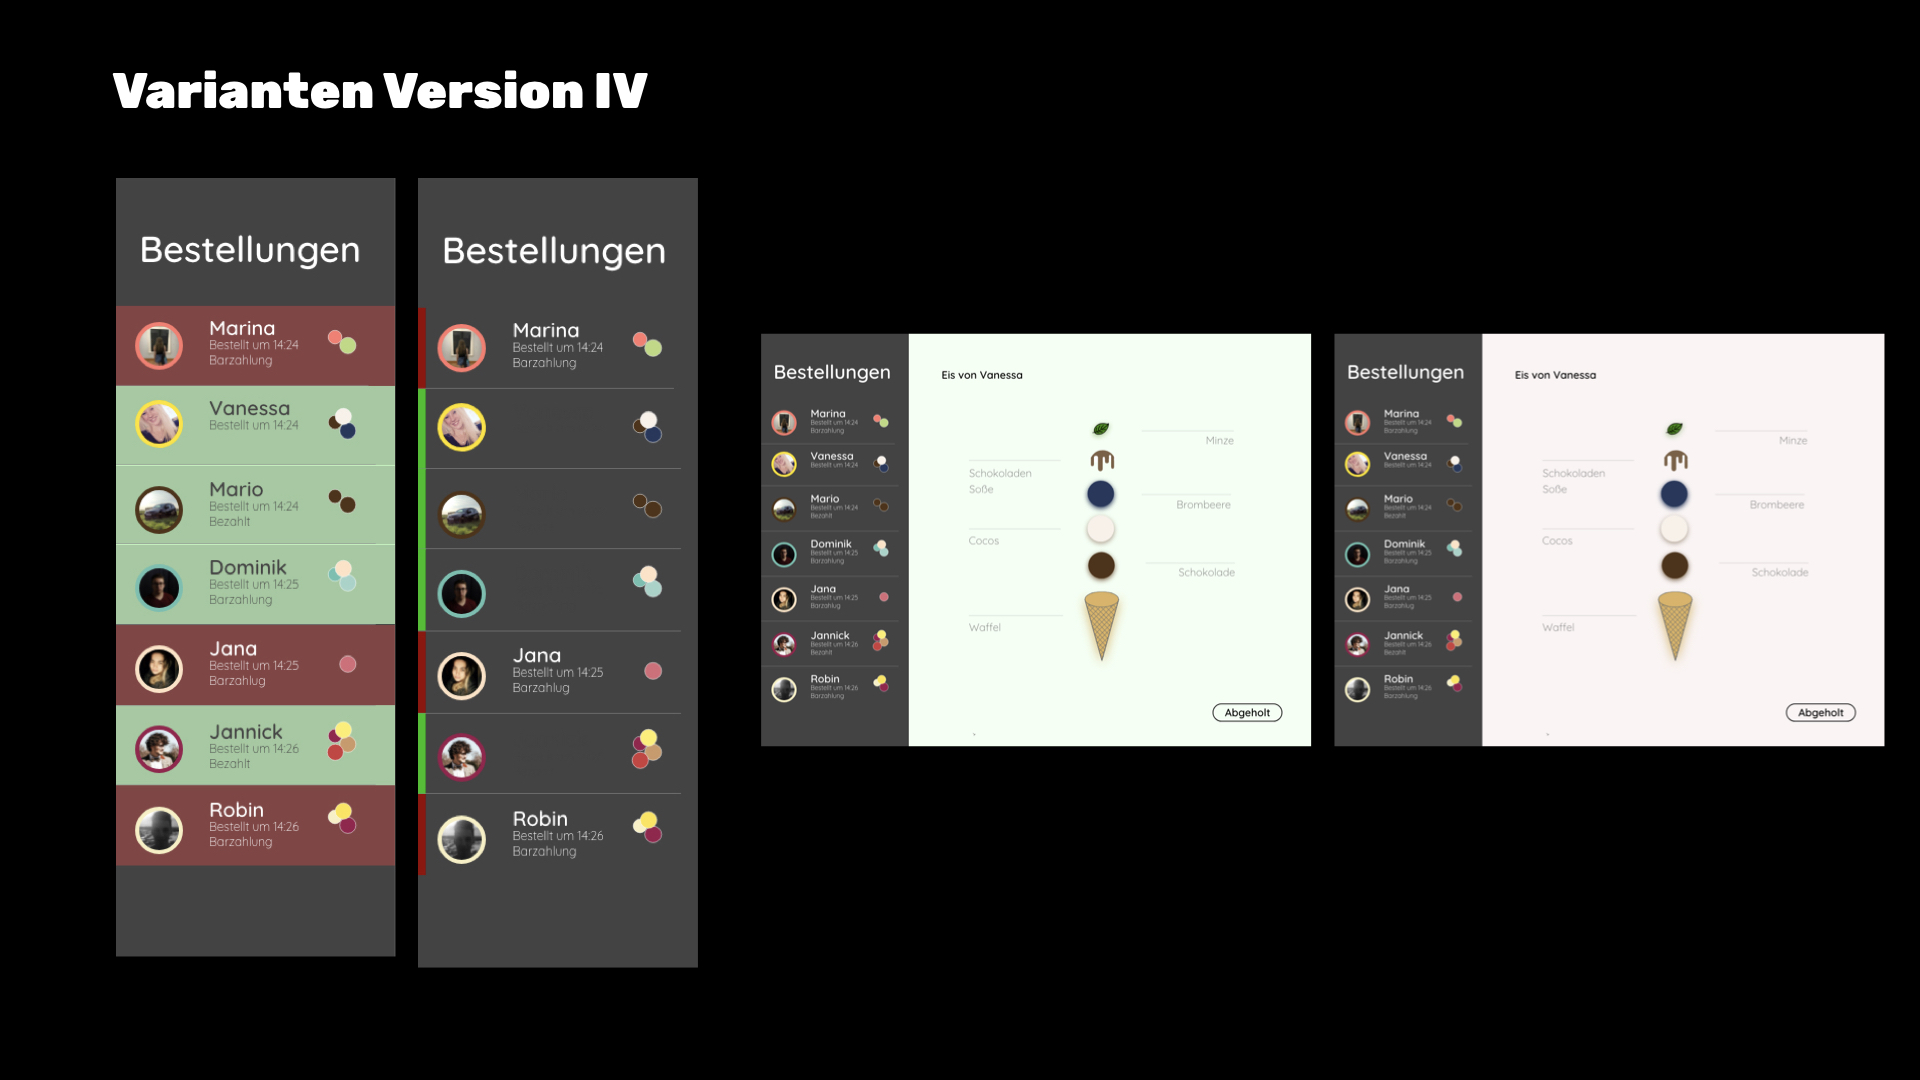 Varianten Version IV
Bestellungen
Marina
Bestellt um 14:24
Barzahlung
Vanessa
Bestellt um 14:24
Mario
Bestellt um 14:24
Bezahlt
Dominik
Bestellt um 14:25
Barzahlung
Jana
Bestellt um 14:25
Barzahlug
Jannick
Bestellt um 14:26
Bezahlt
Robin
Bestellt um 14:26
Barzahlung
Bestellungen
Marina
Bestellt um 14:24
Barzahlung
Jana
Bestellt um 14:25
Barzahlug
Robin
Bestellt um 14:26
Barzahlung
Bestellungen
Marina
Bestellt um 14:24
Barzahlung
Vanessa
Bestellt um 14:24
Mario
Bestellt um 14:24
Bezahlt
Dominik
Bestellt um 14:25
Barzahlung
Jana
Bestellt um 14:25
Barzahlug
Jannick
Bestellt um 14:26
Bezahlt
Robin
Bestellt um 14:26
Barzahlung
Eis von Vanessa
Minze
Schokoladen
Soße
Brombeere
Cocos
Schokolade
Waffel
Abgeholt
Bestellungen
Marina
Bestellt um 14:24
Barzahlung
Vanessa
Bestellt um 14:24
Mario
Bestellt um 14:24
Bezahlt
Dominik
Bestellt um 14:25
Barzahlung
Jana
Bestellt um 14:25
Barzahlug
Jannick
Bestellt um 14:26
Bezahlt
Robin
Bestellt um 14:26
Barzahlung
Eis von Vanessa
Minze
Schokoladen
Soße
Brombeere
Cocos
Schokolade
Waffel
Abgeholt